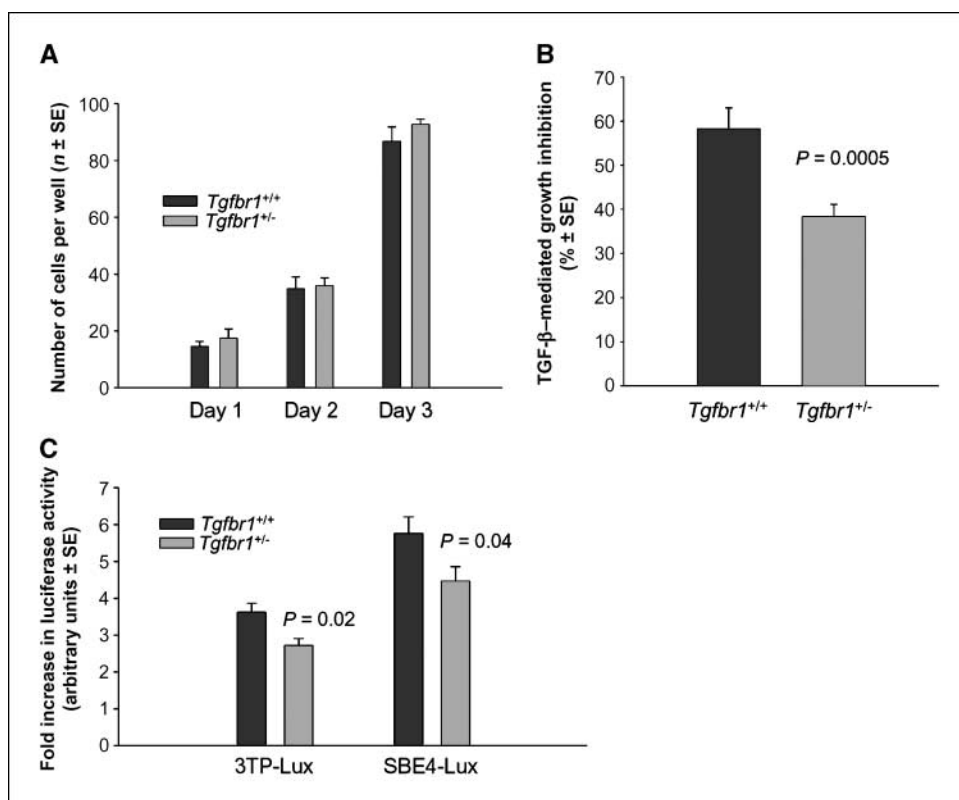 A
Number of cells per well (n ± SE)
100
80
60
40
20
0
Tgfbr1+/+
Tgfbr1+/-
Day 1
Day 2
Day 3
B
TGF-β–mediated growth inhibition
(% ± SE)
70
60
50
40
30
20
10
0
P = 0.0005
Tgfbr1+/+
Tgfbr1+/-
C
Fold increase in luciferase activity
(arbitrary units ± SE)
7
6
5
4
3
2
1
0
Tgfbr1+/+
Tgfbr1+/-
P = 0.02
P = 0.04
3TP-Lux
SBE4-Lux